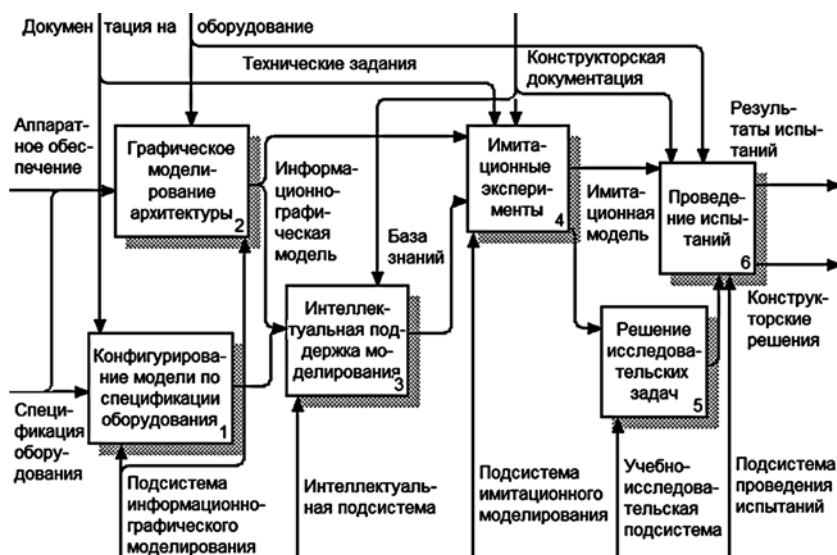 Докумен тация на оборудование
Технические задания
Конструкторская
документация
Аппарат-
ное обес-
печение
Графическое
модели-
рование
архитектуры
2
Информа-
ционно-
графи-
ческая
модель
База
знаний
Имита-
ционные
экспери-
менты
4
Имита-
ционная
модель
Резуль-
таты испы-
таний
Проведе-
ние испы-
таний
6
Конструк-
торские
решения
Интеллек-
туальная под-
держка мо-
делирования
3
Конфигурирова-
ние модели по
спецификации
оборудования
1
Решение
исследова-
тельских
задач
5
Специ-
фикация
обору-
дования
Подсистема
информационно-
графического
моделирования
Интеллектуаль-
ная подсистема
Подсистема
имитационного
моделирования
Учебно-
исследова-
тельская
подсистема
Подсистема
проведения
испытаний